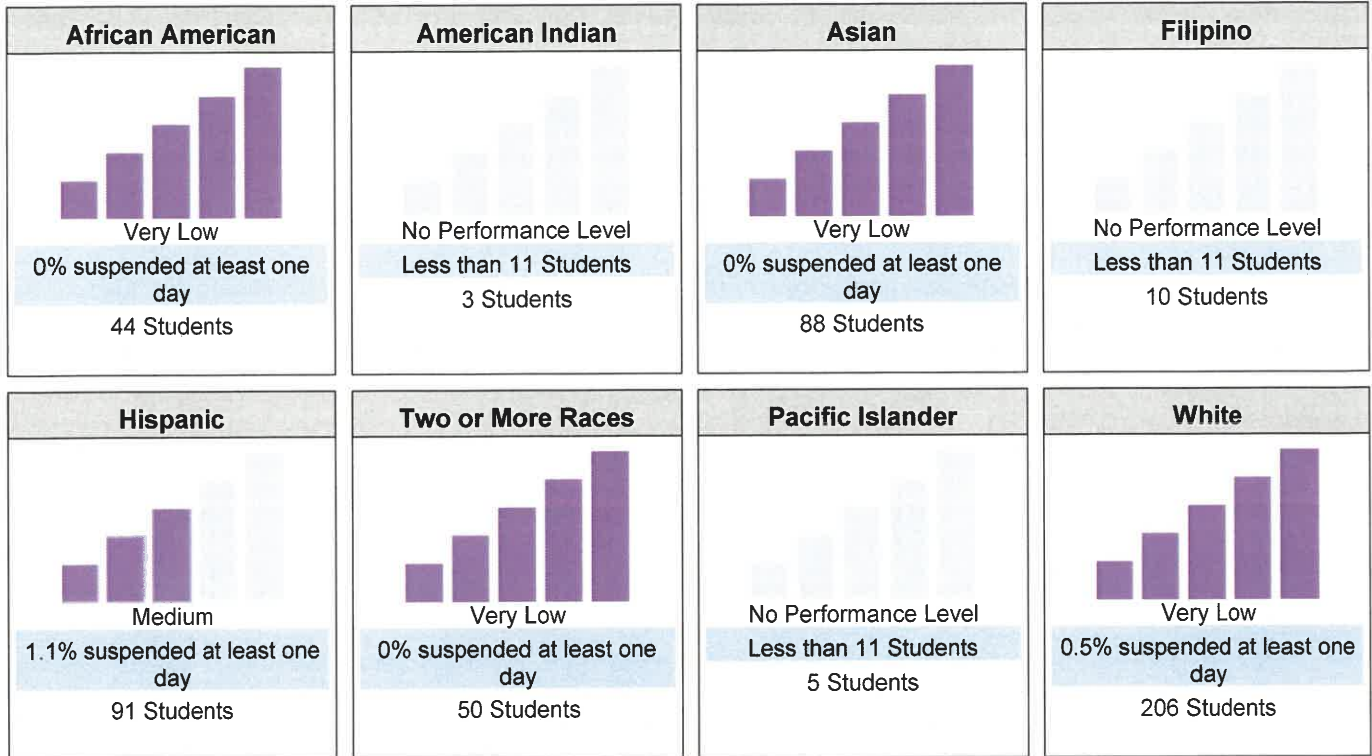 African American
Very Low
0% suspended at least one
day
44 Students
American Indian
No Performance Level
Less than 11 Students
3 Students
Asian
Very Low
0% suspended at least one
day
88 Students
Filipino
No Performance Level
Less than 11 Students
10 Students
Hispanic
Medium
1.1% suspended at least one
day
91 Students
Two or More Races
Very Low
0% suspended at least one
day
50 Students
Pacific Islander
No Performance Level
Less than 11 Students
5 Students
White
Very Low
0.5% suspended at least one
day
206 Students